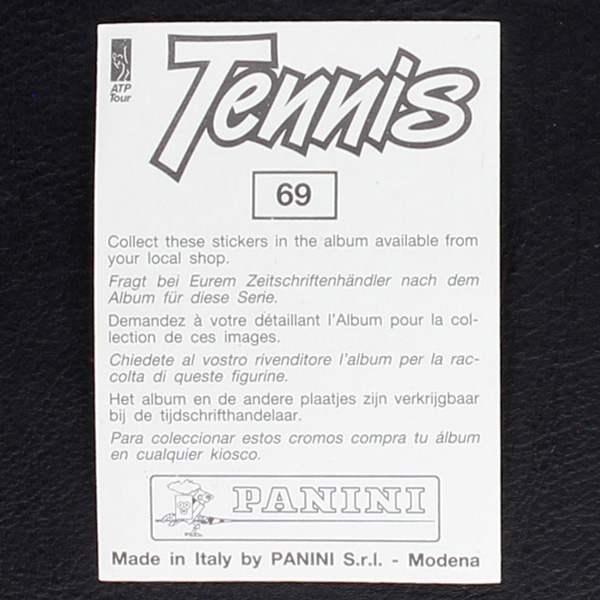 ATP
Tour
Tennis
69
Collect these stickers in the album available from
your local shop.
Fragt bei Eurem Zeitschriftenhändler nach dem
Album für diese Serie.
Demandez à votre détaillant l'Album pour la col-
lection de ces images.
Chiedete al vostro rivenditore l'album per la rac-
colta di queste figurine.
Het album en de andere plaatjes zijn verkrijgbaar
bij de tijdschrifthandelaar.
Para coleccionar estos cromos compra tu álbum
en cualquier kiosco.
PANINI
Made in Italy by PANINI S.r.l. - Modena